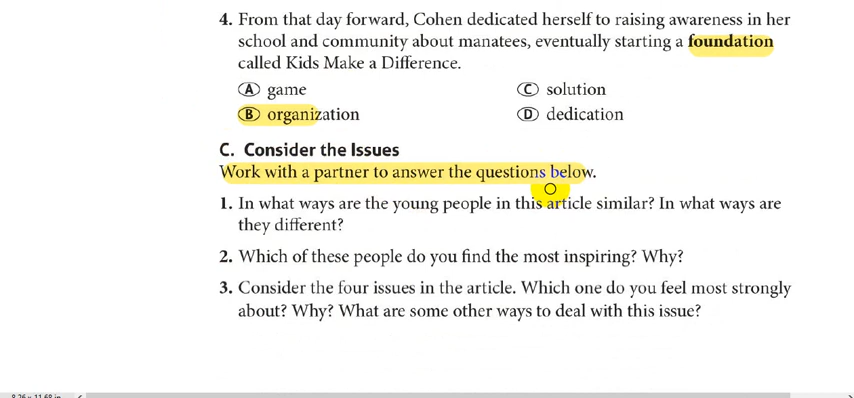 4. From that day forward, Cohen dedicated herself to raising awareness in her
school and community about manatees, eventually starting a foundation
called Kids Make a Difference.
A game
C solution
B organization
D dedication
C. Consider the Issues
Work with a partner to answer the questions below.
1. In what ways are the young people in this article similar? In what ways are
they different?
2. Which of these people do you find the most inspiring? Why?
3. Consider the four issues in the article. Which one do you feel most strongly
about? Why? What are some other ways to deal with this issue?
8.26 x 11.68 in